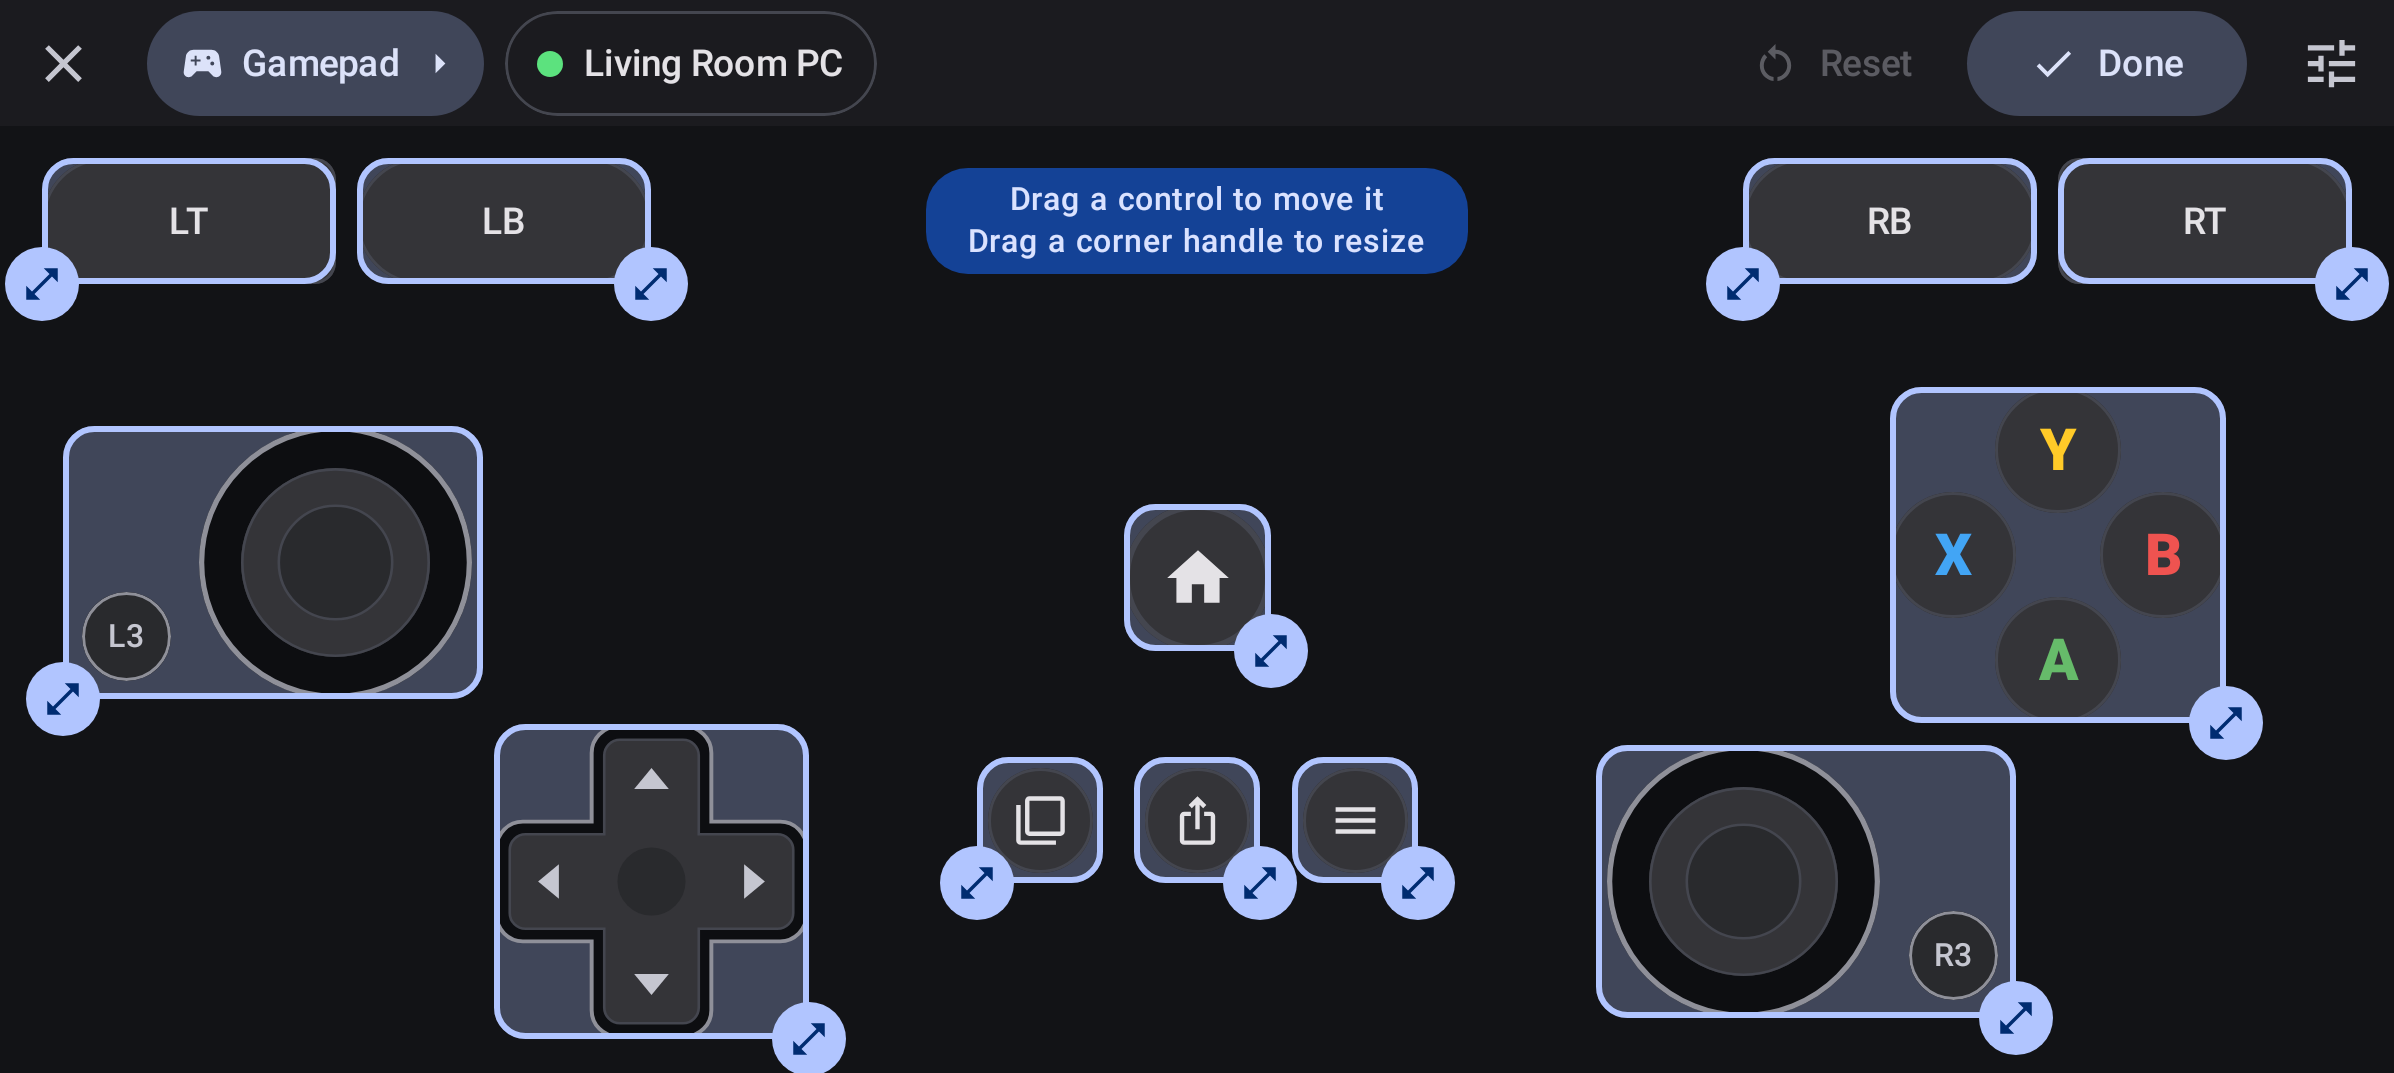 Gamepad
Living Room PC
Reset
Done
LT
LB
Drag a control to move it
Drag a corner handle to resize
RB
RT
L3
Y
X
B
A
R3